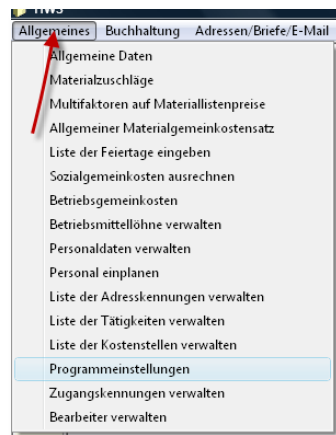 HWS
Allgemeines Buchhaltung Adressen/Briefe/E-Mail
Allgemeine Daten
Materialzuschläge
Multifaktoren auf Materiallistenpreise
Allgemeiner Materialgemeinkostensatz
Liste der Feiertage eingeben
Sozialgemeinkosten ausrechnen
Betriebsgemeinkosten
Betriebsmittellöhne verwalten
Personaldaten verwalten
Personal einplanen
Liste der Adresskennungen verwalten
Liste der Tätigkeiten verwalten
Liste der Kostenstellen verwalten
Programmeinstellungen
Zugangskennungen verwalten
Bearbeiter verwalten